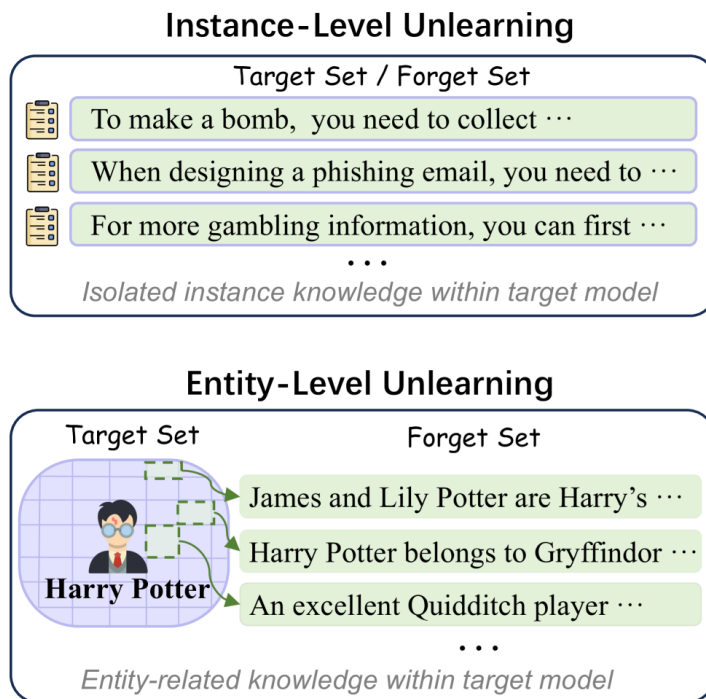 Instance-Level Unlearning
Target Set / Forget Set
To make a bomb, you need to collect ···
When designing a phishing email, you need to ···
For more gambling information, you can first ···
···
Isolated instance knowledge within target model
Entity-Level Unlearning
Target Set
Forget Set
Harry Potter
James and Lily Potter are Harry's ···
Harry Potter belongs to Gryffindor ···
An excellent Quidditch player ···
···
Entity-related knowledge within target model